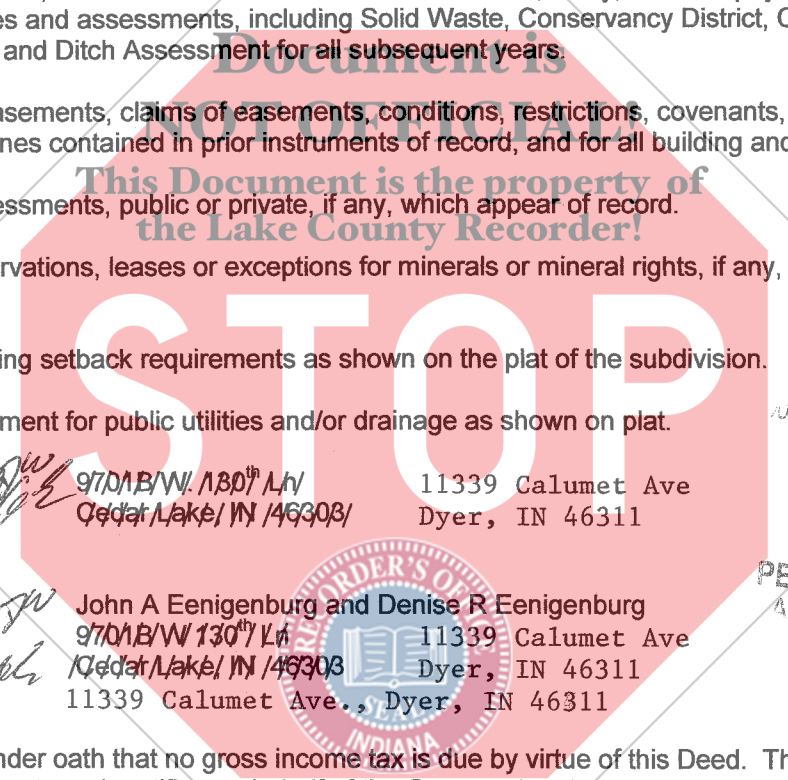 es and assessments, including Solid Waste, Conservancy District,
and Ditch Assessment for all subsequent years.
Document is
asements, claims of easements, conditions, restrictions, covenants,
NOT OFFICIAL!
nes contained in prior instruments of record, and for all building and
This Document is the property of
essments, public or private, if any, which appear of record.
the Lake County Recorder!
rvations, leases or exceptions for minerals or mineral rights, if any,
STOP
ing setback requirements as shown on the plat of the subdivision.
ment for public utilities and/or drainage as shown on plat.
9701B W. 130th Ln 11339 Calumet Ave
Cedar Lake, IN 46303 Dyer, IN 46311
RECORDER'S OFFICE
John A Eenigenburg and Denise R Eenigenburg
9701B W 130th Ln 11339 Calumet Ave
Cedar Lake, IN 46303 Dyer, IN 46311
11339 Calumet Ave., Dyer, IN 46311
SEAL
INDIANA
nder oath that no gross income tax is due by virtue of this Deed.